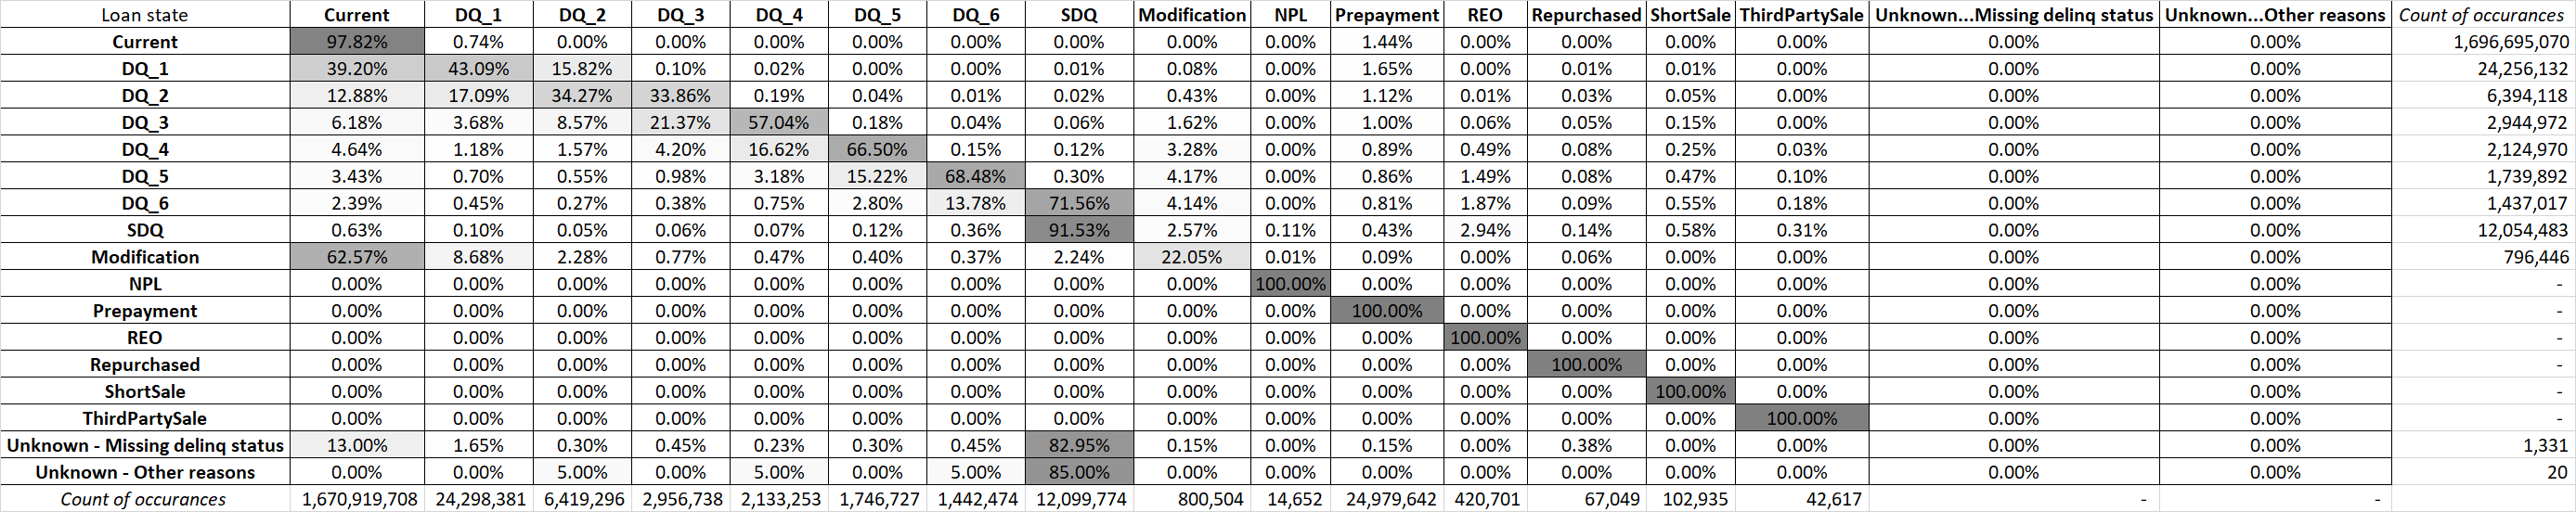 Loan state Current DQ_1 DQ_2 DQ_3 DQ_4 DQ_5 DQ_6 SDQ Modification NPL Prepayment REO Repurchased ShortSale ThirdPartySale Unknown...Missing delinq status Unknown...Other reasons Count of occurances
Current 97.82% 0.74% 0.00% 0.00% 0.00% 0.00% 0.00% 0.00% 0.00% 0.00% 1.44% 0.00% 0.00% 0.00% 0.00% 0.00% 0.00% 1,696,695,070
DQ_1 39.20% 43.09% 15.82% 0.10% 0.02% 0.00% 0.00% 0.01% 0.08% 0.00% 1.65% 0.00% 0.01% 0.01% 0.00% 0.00% 0.00% 24,256,132
DQ_2 12.88% 17.09% 34.27% 33.86% 0.19% 0.04% 0.01% 0.02% 0.43% 0.00% 1.12% 0.01% 0.03% 0.05% 0.00% 0.00% 0.00% 6,394,118
DQ_3 6.18% 3.68% 8.57% 21.37% 57.04% 0.18% 0.04% 0.06% 1.62% 0.00% 1.00% 0.06% 0.05% 0.15% 0.00% 0.00% 0.00% 2,944,972
DQ_4 4.64% 1.18% 1.57% 4.20% 16.62% 66.50% 0.15% 0.12% 3.28% 0.00% 0.89% 0.49% 0.08% 0.25% 0.03% 0.00% 0.00% 2,124,970
DQ_5 3.43% 0.70% 0.55% 0.98% 3.18% 15.22% 68.48% 0.30% 4.17% 0.00% 0.86% 1.49% 0.08% 0.47% 0.10% 0.00% 0.00% 1,739,892
DQ_6 2.39% 0.45% 0.27% 0.38% 0.75% 2.80% 13.78% 71.56% 4.14% 0.00% 0.81% 1.87% 0.09% 0.55% 0.18% 0.00% 0.00% 1,437,017
SDQ 0.63% 0.10% 0.05% 0.06% 0.07% 0.12% 0.36% 91.53% 2.57% 0.11% 0.43% 2.94% 0.14% 0.58% 0.31% 0.00% 0.00% 12,054,483
Modification 62.57% 8.68% 2.28% 0.77% 0.47% 0.40% 0.37% 2.24% 22.05% 0.01% 0.09% 0.00% 0.06% 0.00% 0.00% 0.00% 0.00% 796,446
NPL 0.00% 0.00% 0.00% 0.00% 0.00% 0.00% 0.00% 0.00% 0.00% 100.00% 0.00% 0.00% 0.00% 0.00% 0.00% 0.00% 0.00% -
Prepayment 0.00% 0.00% 0.00% 0.00% 0.00% 0.00% 0.00% 0.00% 0.00% 0.00% 100.00% 0.00% 0.00% 0.00% 0.00% 0.00% 0.00% -
REO 0.00% 0.00% 0.00% 0.00% 0.00% 0.00% 0.00% 0.00% 0.00% 0.00% 0.00% 100.00% 0.00% 0.00% 0.00% 0.00% 0.00% -
Repurchased 0.00% 0.00% 0.00% 0.00% 0.00% 0.00% 0.00% 0.00% 0.00% 0.00% 0.00% 0.00% 100.00% 0.00% 0.00% 0.00% 0.00% -
ShortSale 0.00% 0.00% 0.00% 0.00% 0.00% 0.00% 0.00% 0.00% 0.00% 0.00% 0.00% 0.00% 0.00% 100.00% 0.00% 0.00% 0.00% -
ThirdPartySale 0.00% 0.00% 0.00% 0.00% 0.00% 0.00% 0.00% 0.00% 0.00% 0.00% 0.00% 0.00% 0.00% 0.00% 100.00% 0.00% 0.00% -
Unknown - Missing delinq status 13.00% 1.65% 0.30% 0.45% 0.23% 0.30% 0.45% 82.95% 0.15% 0.00% 0.15% 0.00% 0.38% 0.00% 0.00% 0.00% 0.00% 1,331
Unknown - Other reasons 0.00% 0.00% 5.00% 0.00% 5.00% 0.00% 5.00% 85.00% 0.00% 0.00% 0.00% 0.00% 0.00% 0.00% 0.00% 0.00% 0.00% 20
Count of occurances 1,670,919,708 24,298,381 6,419,296 2,956,738 2,133,253 1,746,727 1,442,474 12,099,774 800,504 14,652 24,979,642 420,701 67,049 102,935 42,617 - -